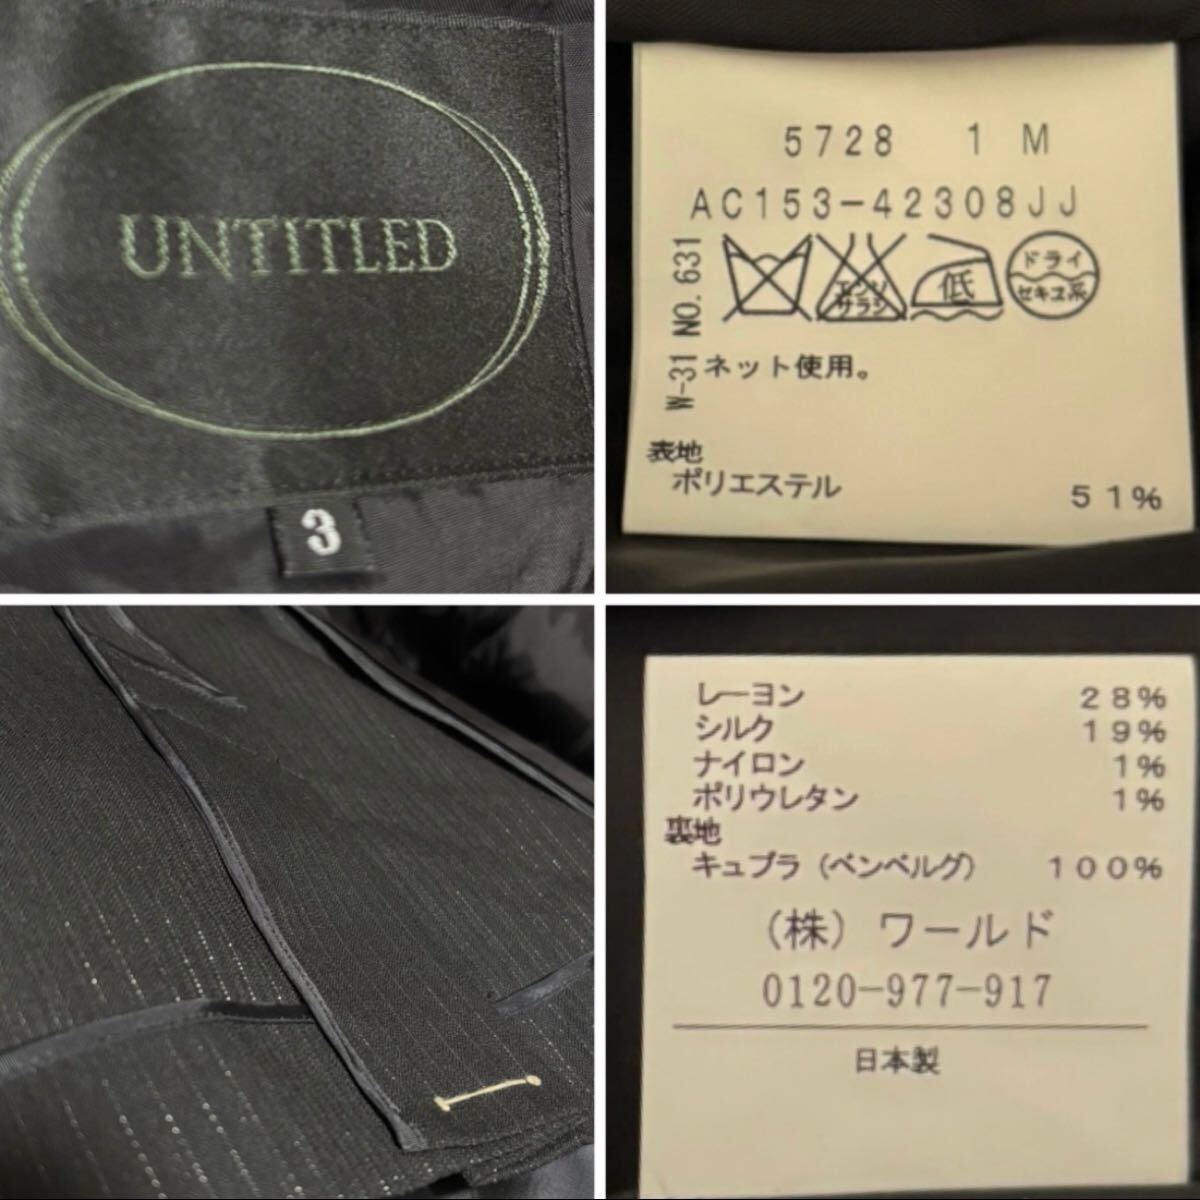 UNTITLED
3
5728 1 M
AC153-42308JJ
エンソ
サラシ
低
ドライ
セキユ系
W-31 NO. 631
ネット使用。
表地
ポリエステル 51%
レーヨン 28%
シルク 19%
ナイロン 1%
ポリウレタン 1%
裏地
キュプラ (ベンベルグ) 100%
(株) ワールド
0120-977-917
日本製